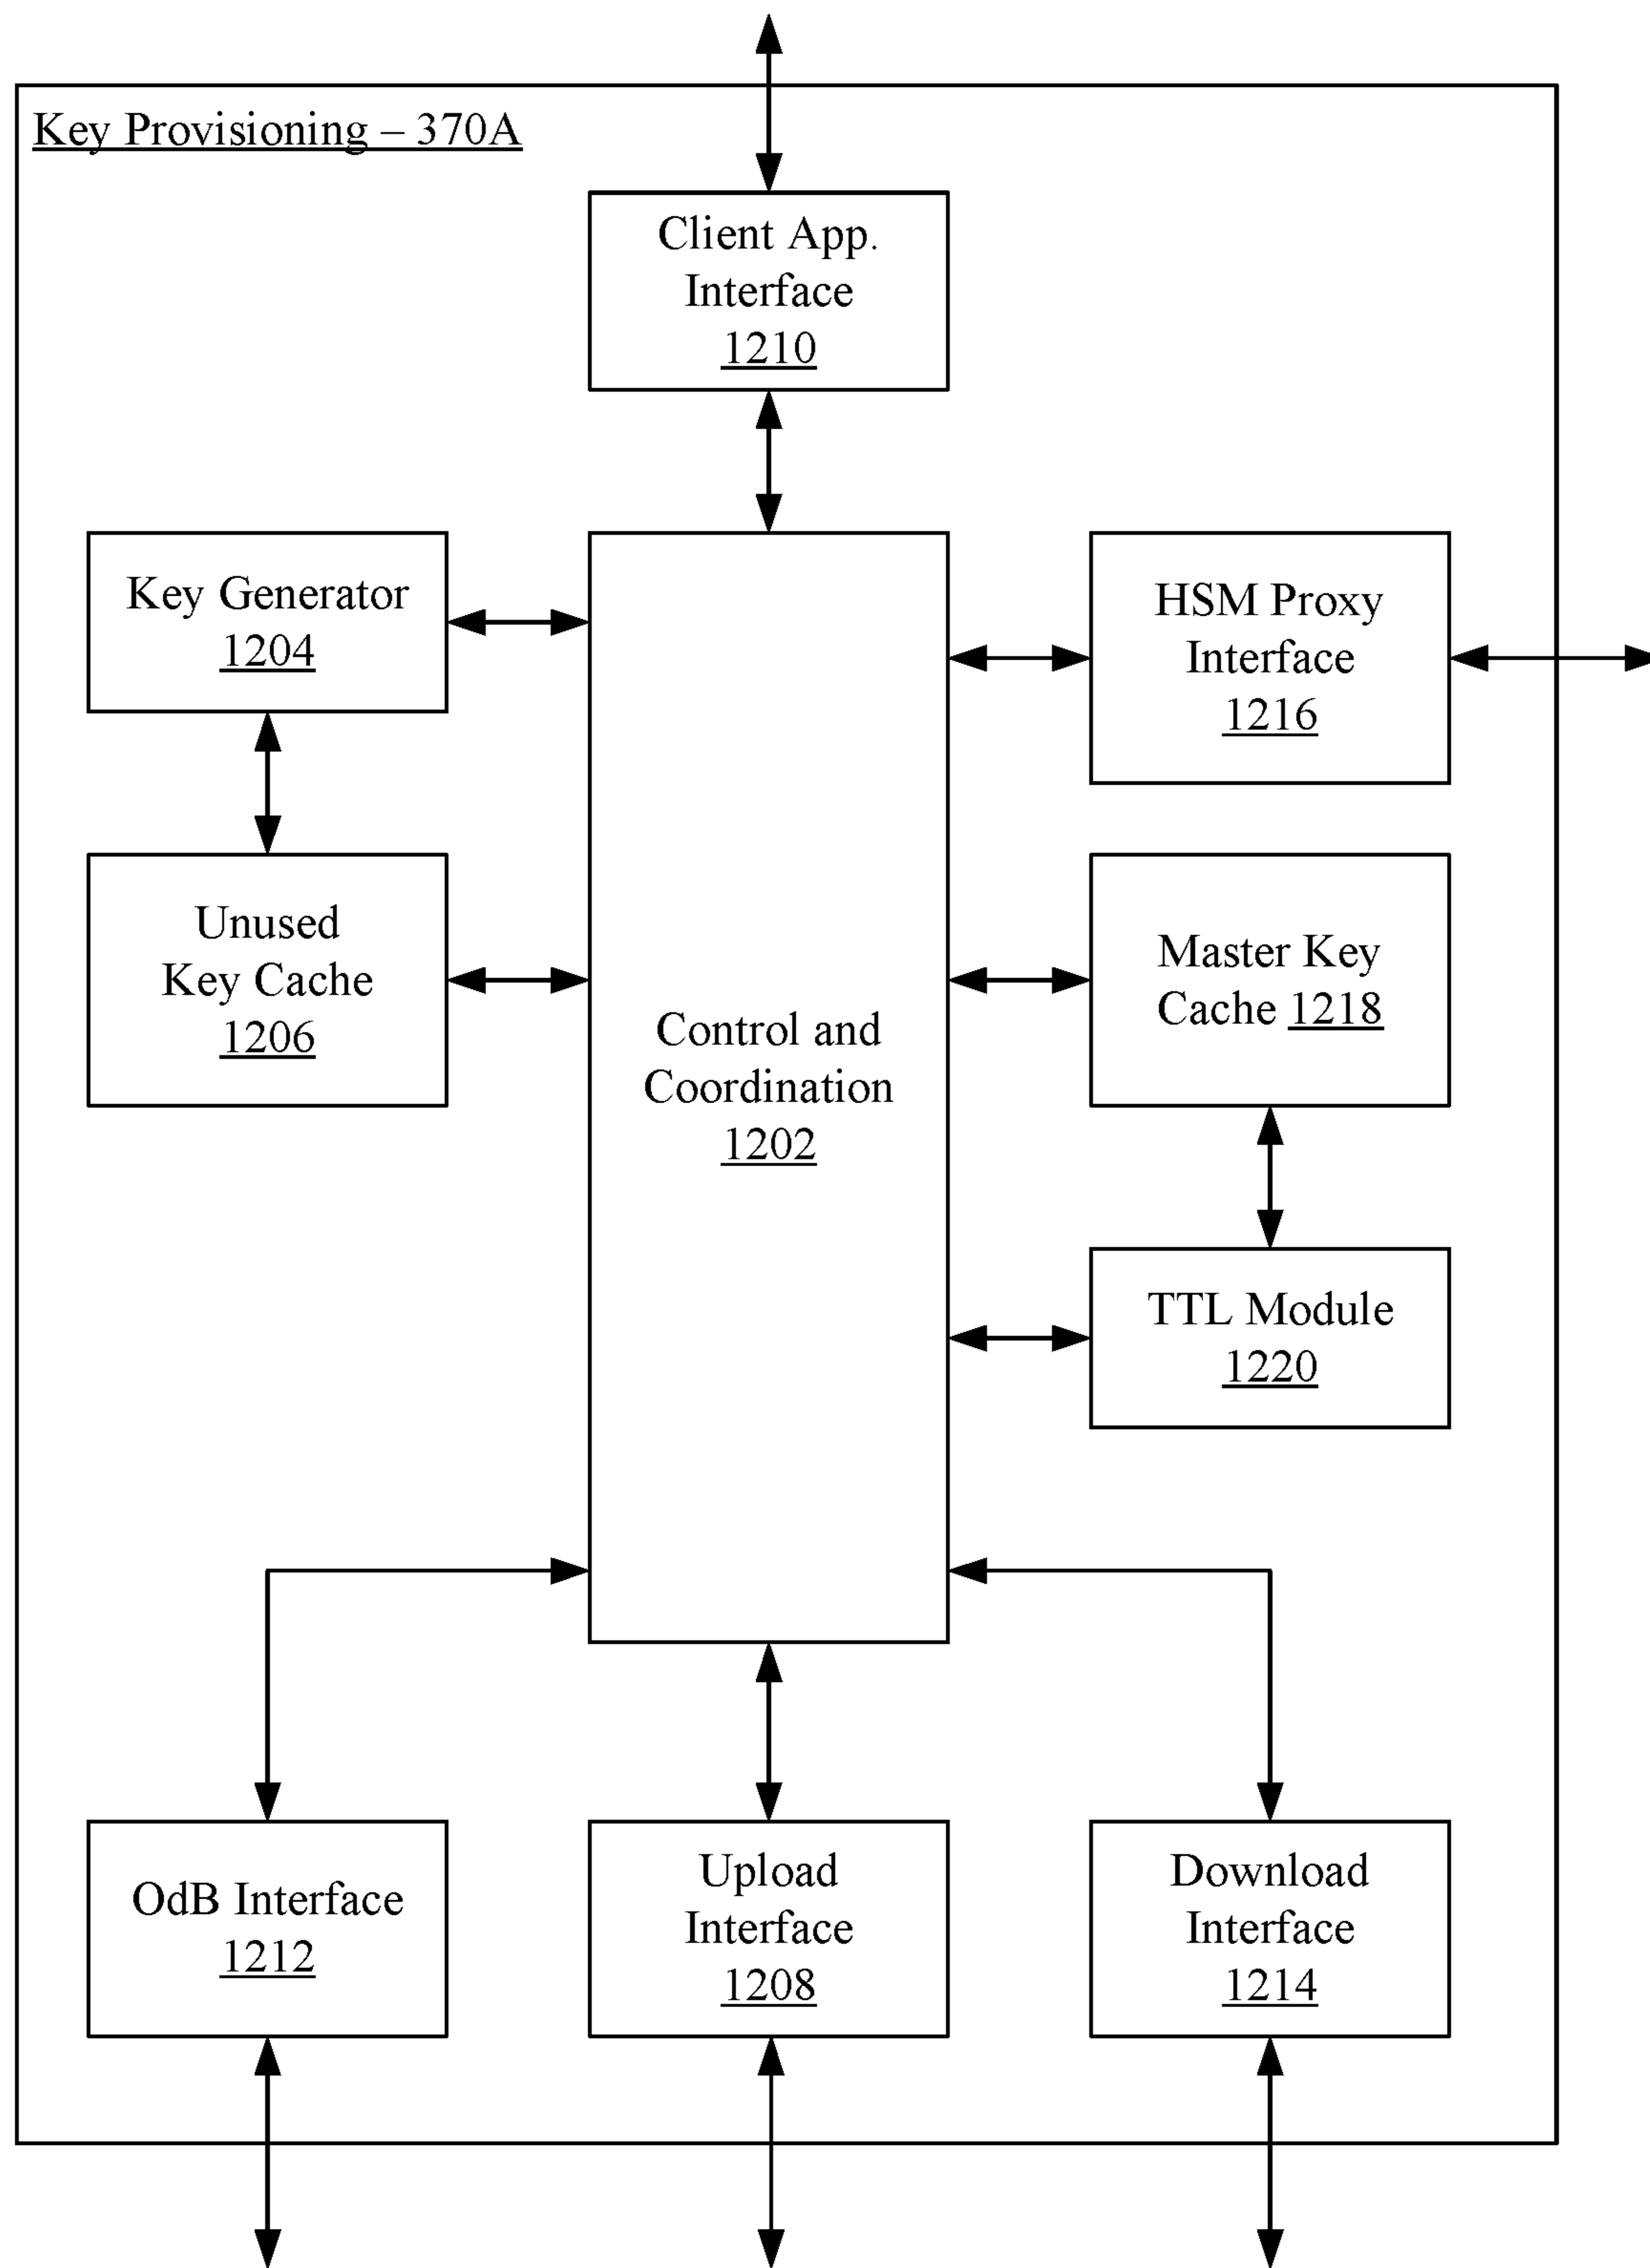 Key Provisioning – 370A
Client App.
Interface
1210
Key Generator
1204
HSM Proxy
Interface
1216
Unused
Key Cache
1206
Master Key
Cache 1218
Control and
Coordination
1202
TTL Module
1220
OdB Interface
1212
Upload
Interface
1208
Download
Interface
1214